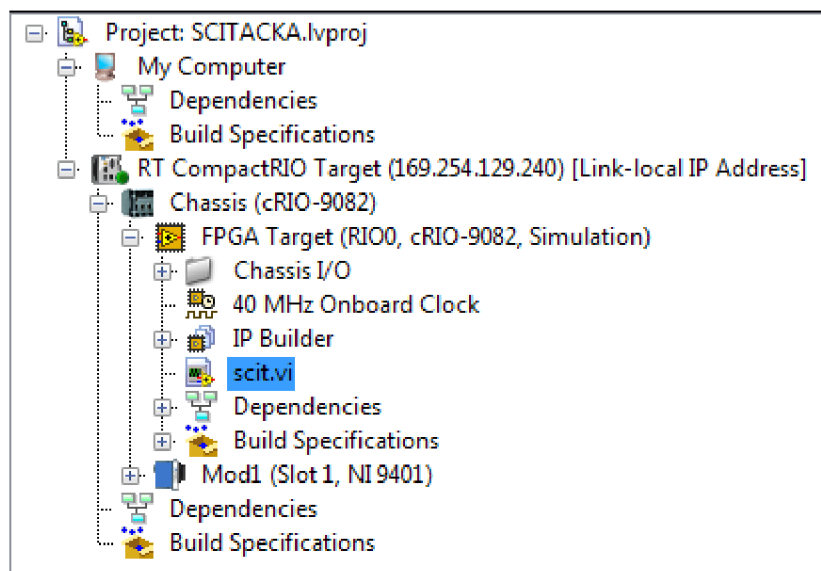 Project: SCITACKA.lvproj
My Computer
Dependencies
Build Specifications
RT CompactRIO Target (169.254.129.240) [Link-local IP Address]
Chassis (cRIO-9082)
FPGA Target (RIO0, cRIO-9082, Simulation)
Chassis I/O
40 MHz Onboard Clock
IP Builder
scit.vi
Dependencies
Build Specifications
Mod1 (Slot 1, NI 9401)
Dependencies
Build Specifications